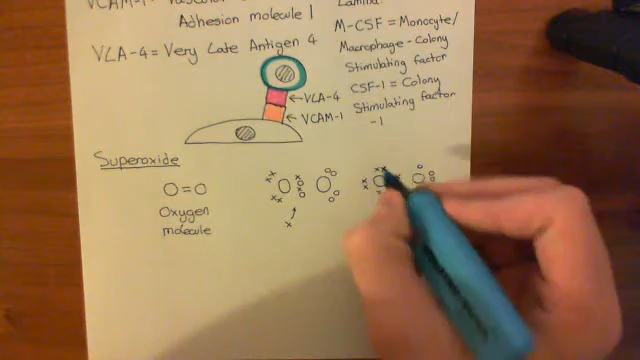 Adhesion molecule 1
VLA-4 = Very Late Antigen 4
M-CSF = Monocyte/
Macrophage - Colony
Stimulating factor
CSF-1 = Colony
Stimulating factor
-1
←VLA-4
←VCAM-1
Superoxide
O=O
Oxygen
molecule